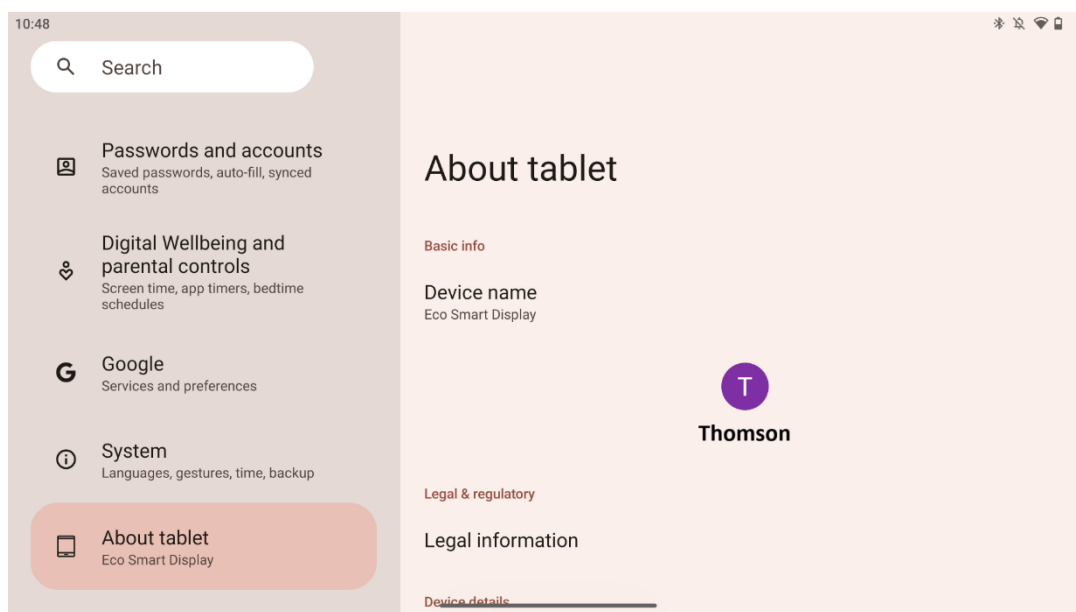 10:48
Search
Passwords and accounts
Saved passwords, auto-fill, synced
accounts
Digital Wellbeing and
parental controls
Screen time, app timers, bedtime
schedules
G
Google
Services and preferences
System
Languages, gestures, time, backup
About tablet
Eco Smart Display
About tablet
Basic info
Device name
Eco Smart Display
T
Thomson
Legal & regulatory
Legal information
Device details